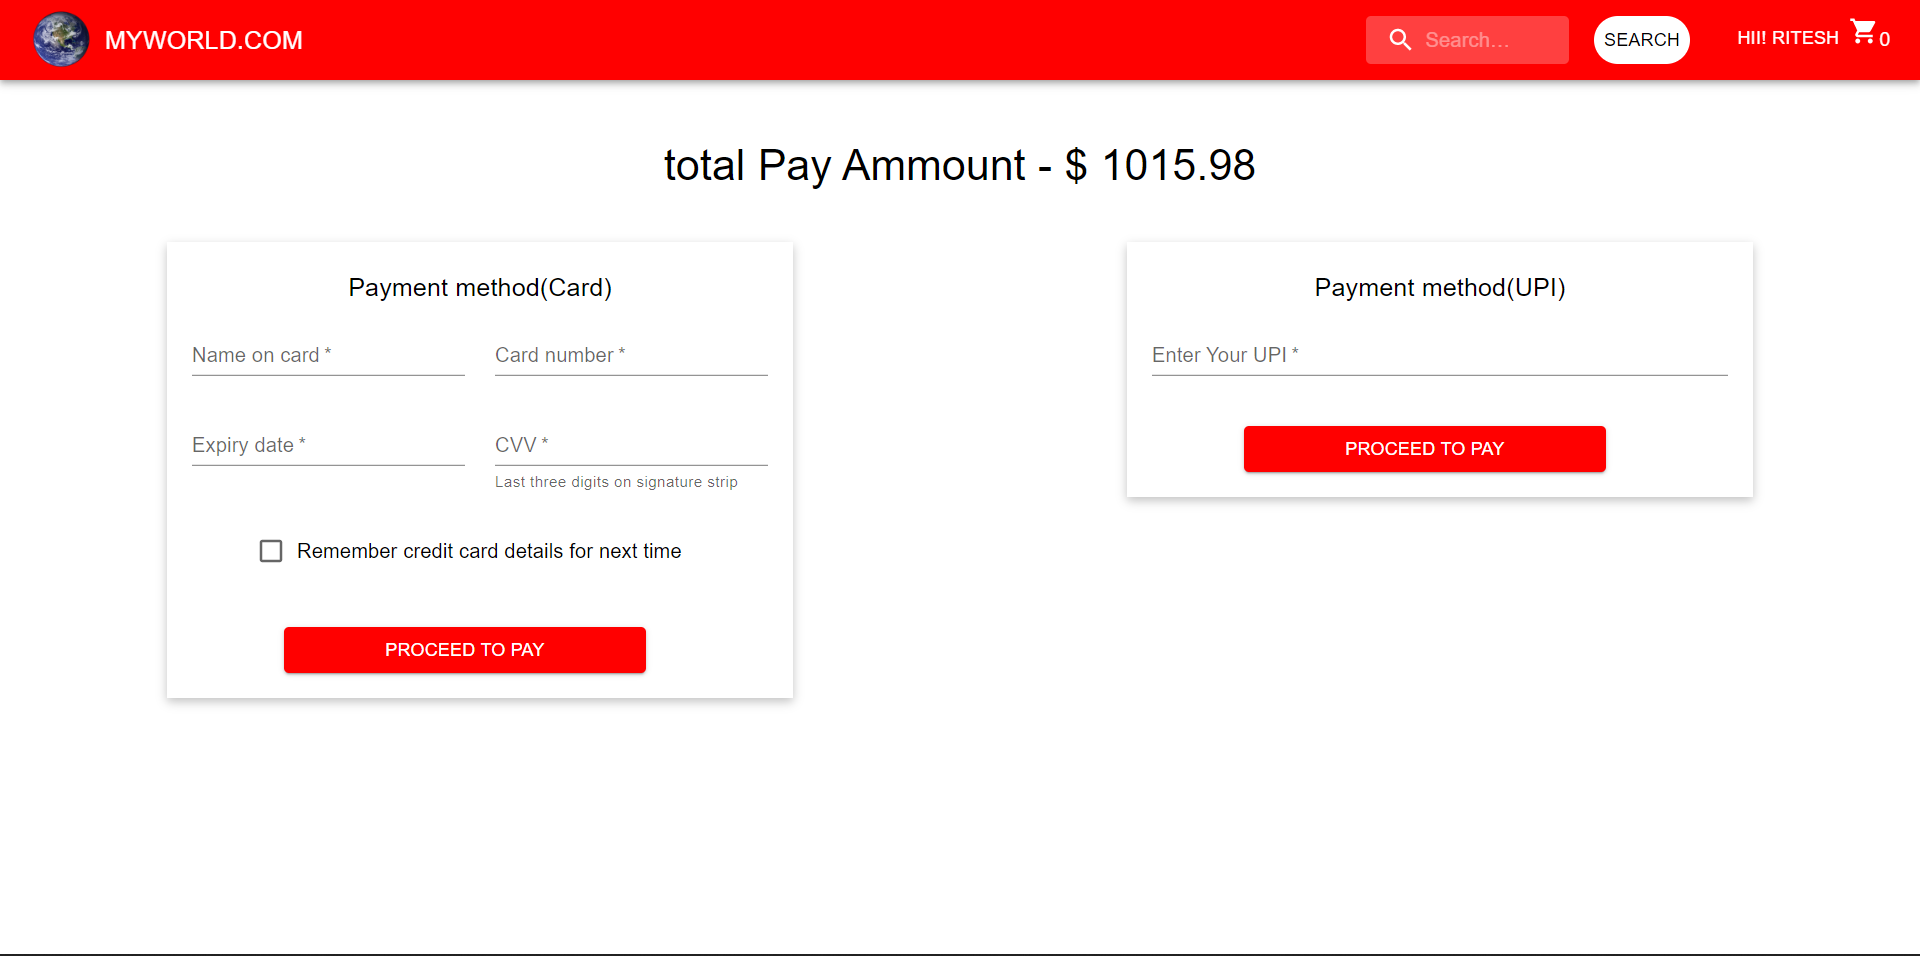 MYWORLD.COM
Search…
SEARCH
HII! RITESH
0
total Pay Ammount - $ 1015.98
Payment method(Card)
Name on card *
Card number *
Expiry date *
CVV *
Last three digits on signature strip
Remember credit card details for next time
PROCEED TO PAY
Payment method(UPI)
Enter Your UPI *
PROCEED TO PAY